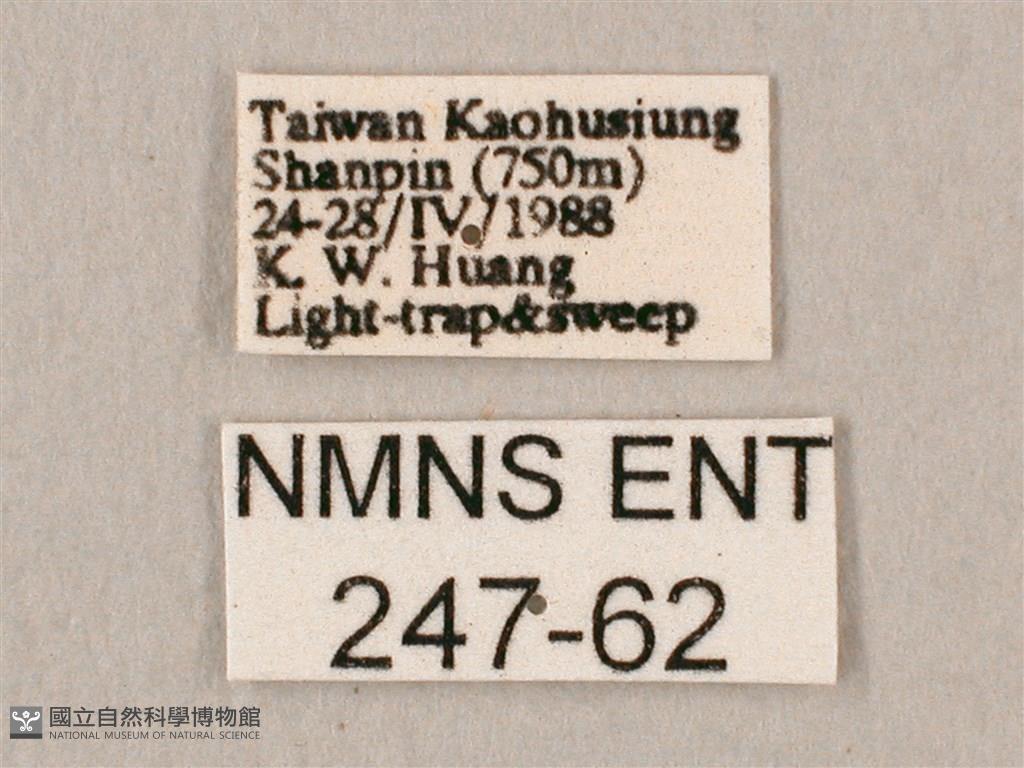 Taiwan Kaohusiung
Shanpin (750m)
24-28/IV/1988
K. W. Huang
Light-trap&sweep
NMNS ENT
247-62
國立自然科學博物館
NATIONAL MUSEUM OF NATURAL SCIENCE